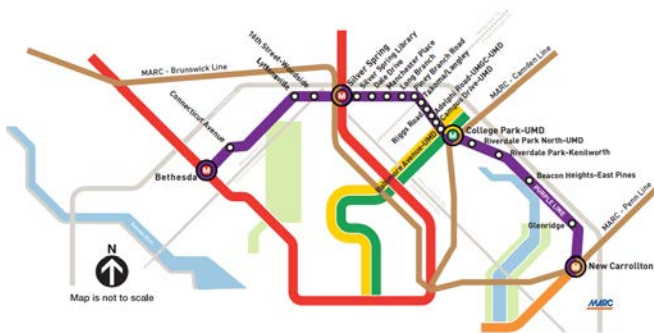 MARC - Brunswick Line
16th Street-Woodside
Lyttonsville
Connecticut Avenue
Bethesda
M
Silver Spring
M
Silver Spring Library
Dale Drive
Manchester Place
Long Branch
Piney Branch Road
Takoma/Langley
Riggs Road
Adelphi Road-UMGC-UMD
Campus Drive-UMD
Baltimore Avenue-UMD
MARC - Camden Line
M
College Park-UMD
Riverdale Park North-UMD
Riverdale Park-Kenilworth
Beacon Heights-East Pines
PURPLE LINE
Glenridge
MARC - Penn Line
M
New Carrollton
MARC
N
Map is not to scale